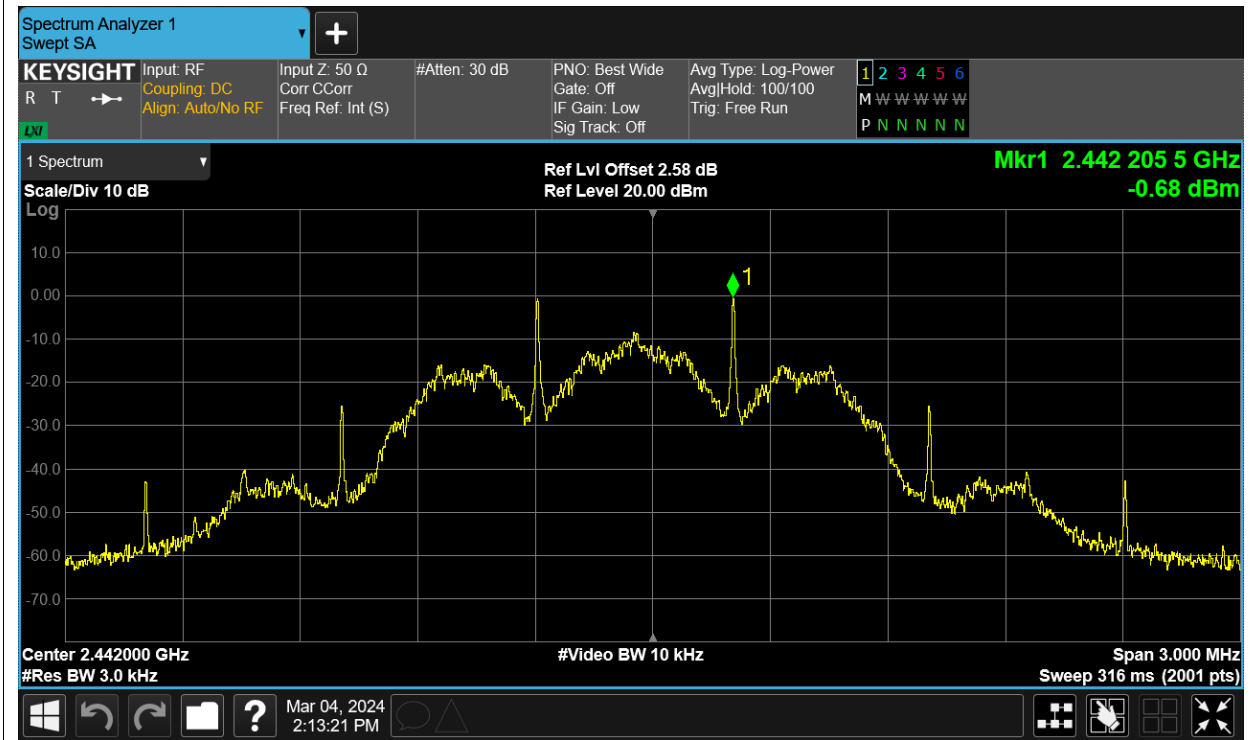 Spectrum Analyzer 1
Swept SA
KEYSIGHT
R T
LXI
Input: RF
Coupling: DC
Align: Auto/No RF
Input Z: 50 Ω
Corr CCorr
Freq Ref: Int (S)
#Atten: 30 dB
PNO: Best Wide
Gate: Off
IF Gain: Low
Sig Track: Off
Avg Type: Log-Power
Avg|Hold: 100/100
Trig: Free Run
1 2 3 4 5 6
M W W W W W
P N N N N N
1 Spectrum
Scale/Div 10 dB
Log
Ref Lvl Offset 2.58 dB
Ref Level 20.00 dBm
Mkr1 2.442 205 5 GHz
-0.68 dBm
10.0
0.00
-10.0
-20.0
-30.0
-40.0
-50.0
-60.0
-70.0
1
Center 2.442000 GHz
#Res BW 3.0 kHz
#Video BW 10 kHz
Span 3.000 MHz
Sweep 316 ms (2001 pts)
?
Mar 04, 2024
2:13:21 PM